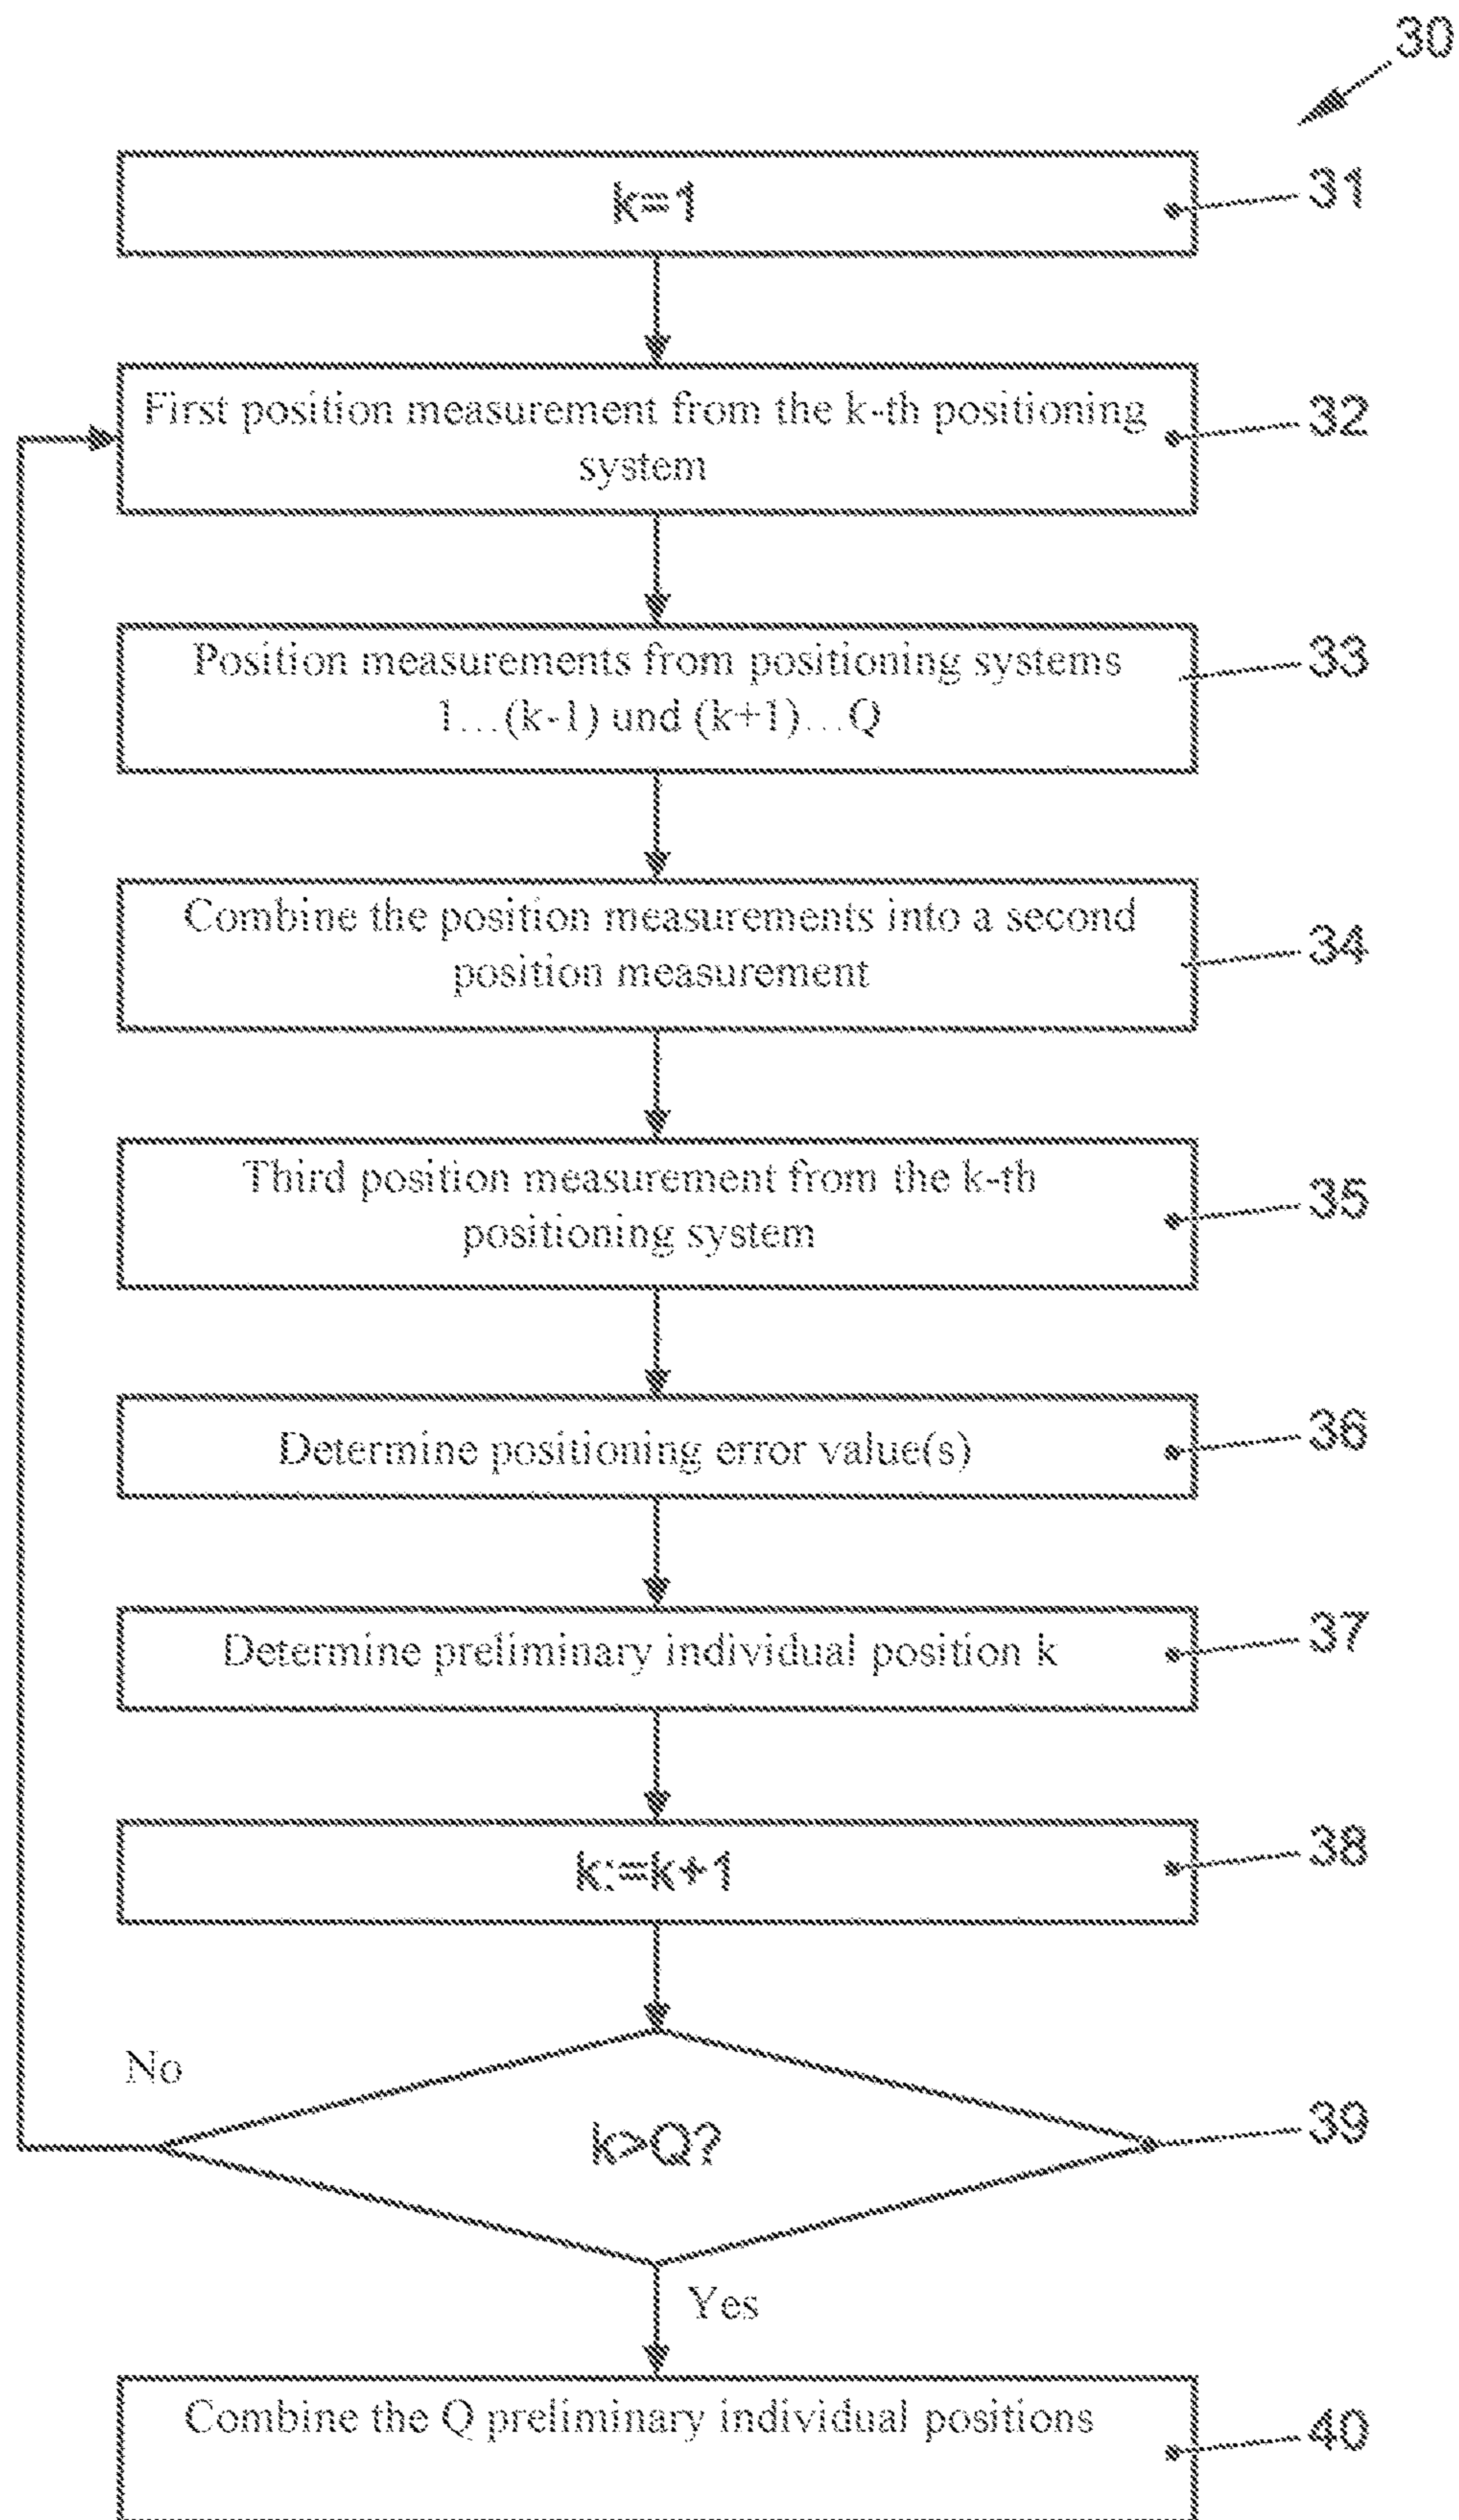 30
k=1
31
First position measurement from the k-th positioning
system
32
Position measurements from positioning systems
1...(k-1) und (k+1)...Q
33
Combine the position measurements into a second
position measurement
34
Third position measurement from the k-th
positioning system
35
Determine positioning error value(s)
36
Determine preliminary individual position k
37
k:=k+1
38
No
k>Q?
39
Yes
Combine the Q preliminary individual positions
40